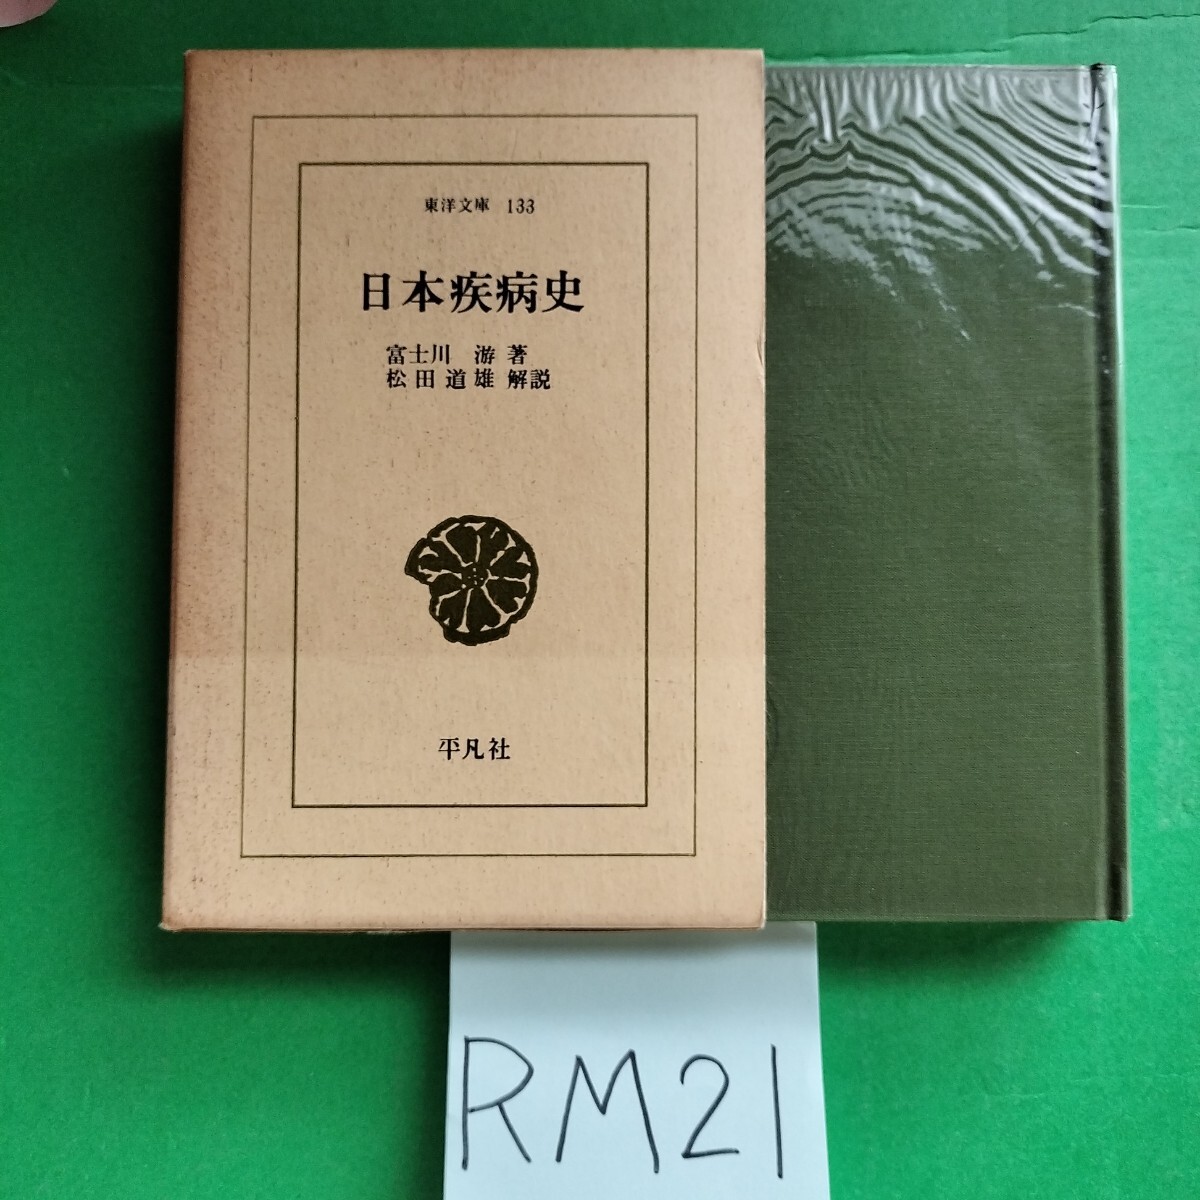 東洋文庫 133
日本疾病史
富士川 游 著
松田道雄 解説
平凡社
RM21